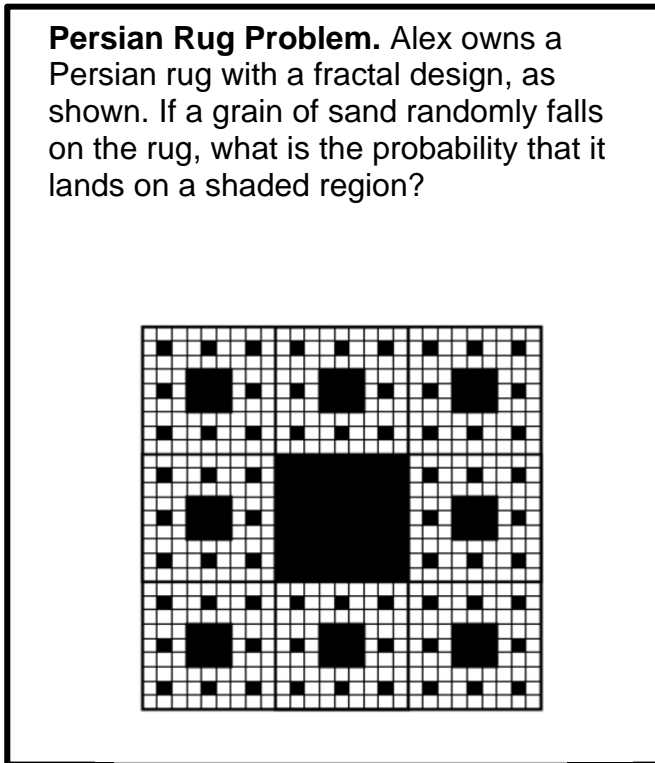 Persian Rug Problem. Alex owns a
Persian rug with a fractal design, as
shown. If a grain of sand randomly falls
on the rug, what is the probability that it
lands on a shaded region?